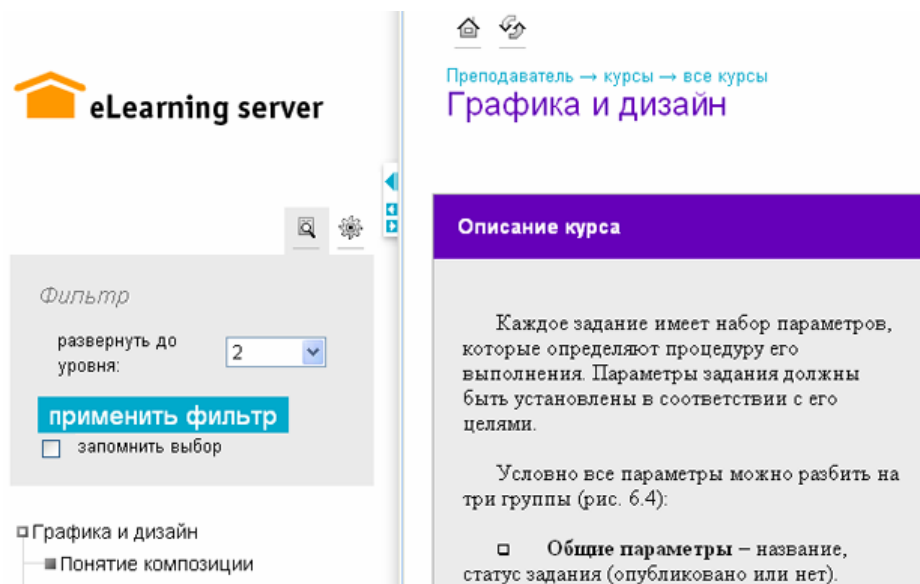 eLearning server
Фильтр
развернуть до
уровня:
2
применить фильтр
запомнить выбор
Графика и дизайн
Понятие композиции
Преподаватель → курсы → все курсы
Графика и дизайн
Описание курса
Каждое задание имеет набор параметров,
которые определяют процедуру его
выполнения. Параметры задания должны
быть установлены в соответствии с его
целями.
Условно все параметры можно разбить на
три группы (рис. 6.4):
Общие параметры – название,
статус задания (опубликовано или нет).